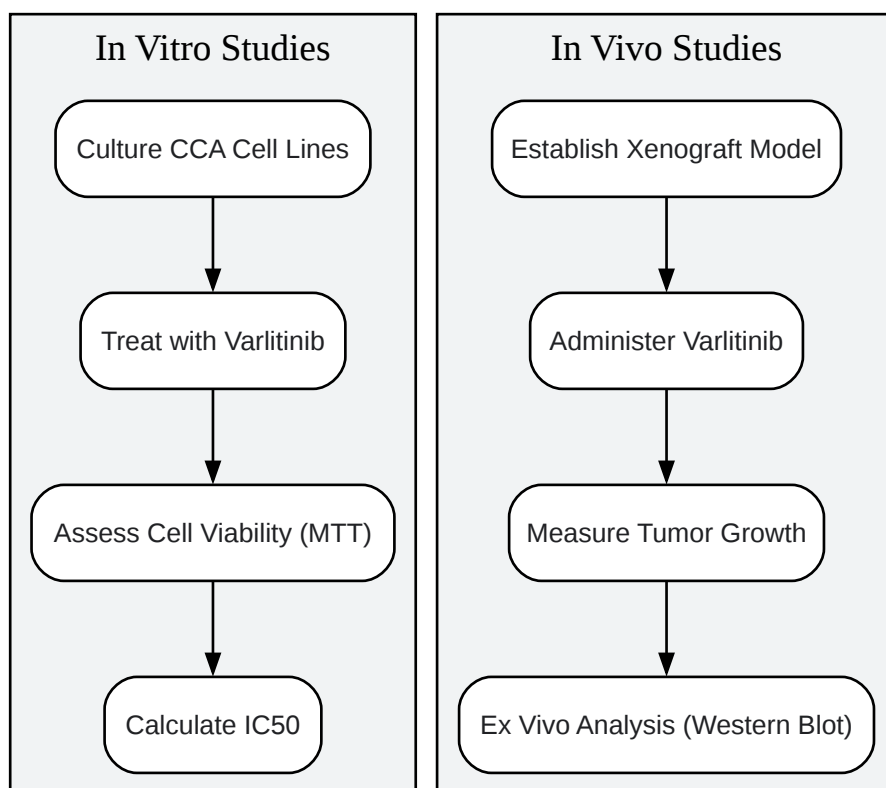 In Vitro Studies
Culture CCA Cell Lines
Treat with Varlitinib
Assess Cell Viability (MTT)
Calculate IC50
In Vivo Studies
Establish Xenograft Model
Administer Varlitinib
Measure Tumor Growth
Ex Vivo Analysis (Western Blot)